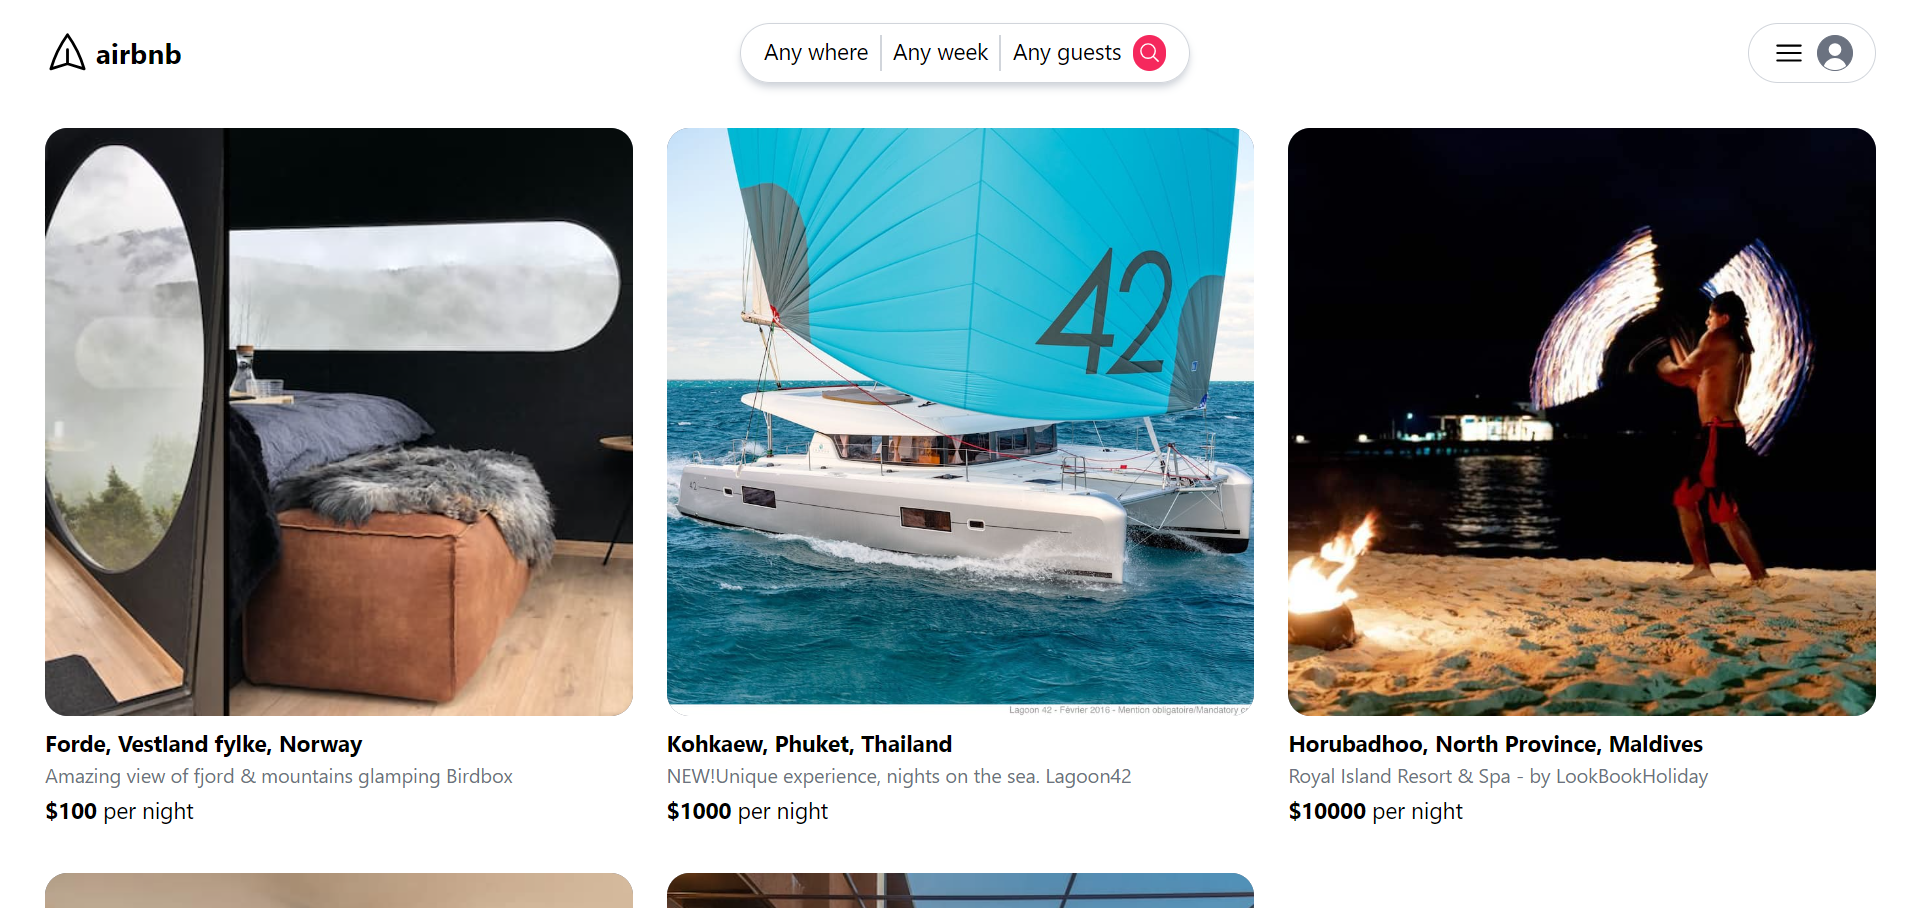 airbnb
Any where
Any week
Any guests
42
42
Lagoon 42 - Février 2016 - Mention obligatoire/Mandatory
Forde, Vestland fylke, Norway
Amazing view of fjord & mountains glamping Birdbox
$100 per night
Kohkaew, Phuket, Thailand
NEW!Unique experience, nights on the sea. Lagoon42
$1000 per night
Horubadhoo, North Province, Maldives
Royal Island Resort & Spa - by LookBookHoliday
$10000 per night